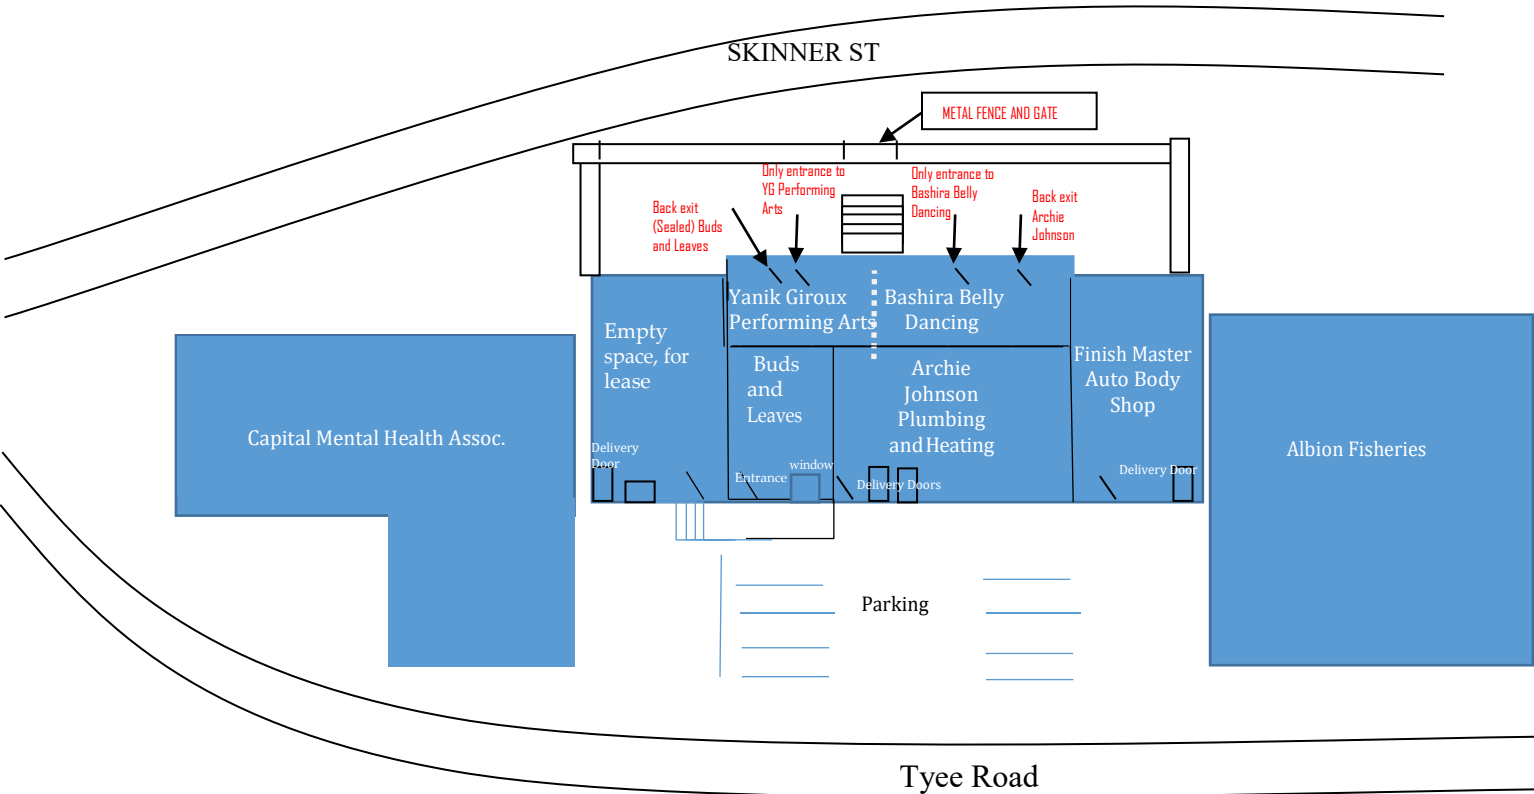 SKINNER ST
METAL FENCE AND GATE
Only entrance to
YG Performing
Arts
Only entrance to
Bashira Belly
Dancing
Back exit
(Sealed) Buds
and Leaves
Back exit
Archie
Johnson
Yanik Giroux
Performing Arts
Bashira Belly
Dancing
Empty
space, for
lease
Buds
and
Leaves
Archie
Johnson
Plumbing
and Heating
Finish Master
Auto Body
Shop
Capital Mental Health Assoc.
Albion Fisheries
Delivery
Door
Entrance
window
Delivery Doors
Delivery Door
Parking
Tyee Road